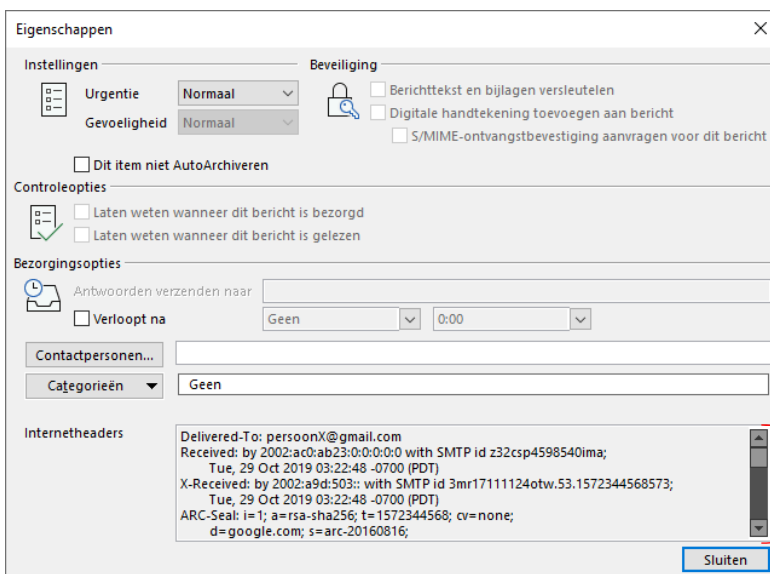 Eigenschappen
Instellingen
Beveiliging
Urgentie
Normaal
Berichttekst en bijlagen versleutelen
Gevoeligheid
Normaal
Digitale handtekening toevoegen aan bericht
S/MIME-ontvangstbevestiging aanvragen voor dit bericht
Dit item niet AutoArchiveren
Controleopties
Laten weten wanneer dit bericht is bezorgd
Laten weten wanneer dit bericht is gelezen
Bezorgingsopties
Antwoorden verzenden naar
Verloopt na
Geen
0:00
Contactpersonen...
Categorieën
Geen
Internetheaders
Delivered-To: persoonX@gmail.com
Received: by 2002:ac0:ab23:0:0:0:0:0 with SMTP id z32csp4598540ima;
Tue, 29 Oct 2019 03:22:48 -0700 (PDT)
X-Received: by 2002:a9d:503:: with SMTP id 3mr17111124otw.53.1572344568573;
Tue, 29 Oct 2019 03:22:48 -0700 (PDT)
ARC-Seal: i=1; a=rsa-sha256; t=1572344568; cv=none;
d=google.com; s=arc-20160816;
Sluiten